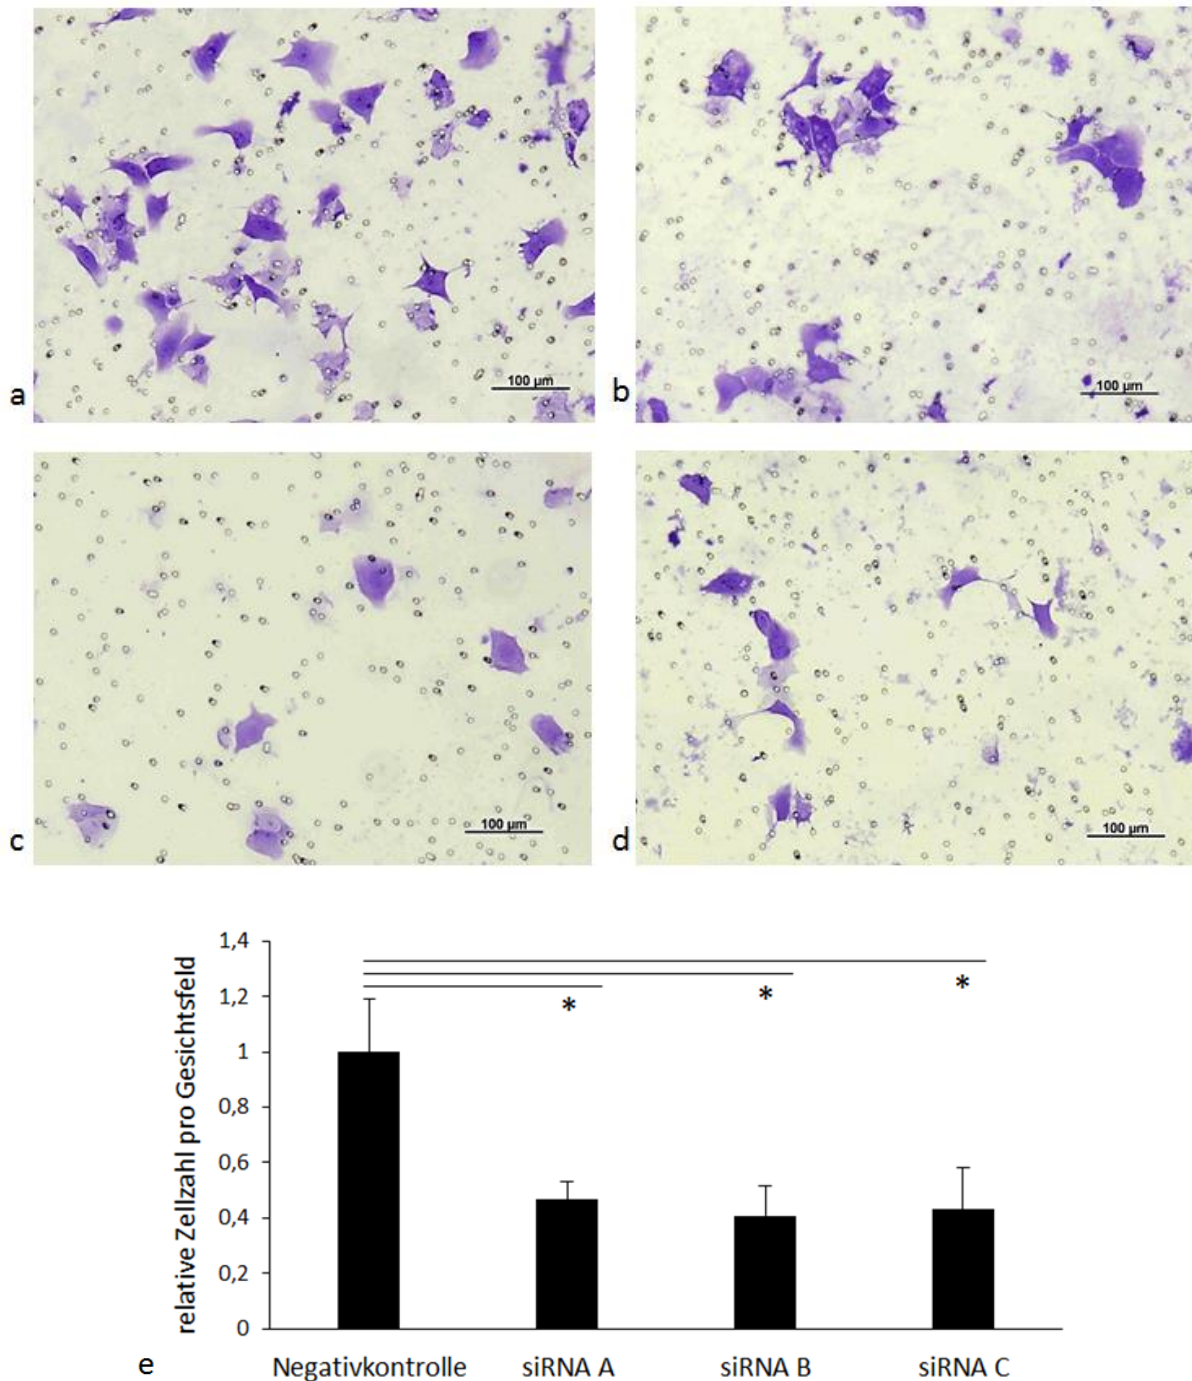 100 µm
a
100 µm
b
100 µm
c
100 µm
d
relative Zellzahl pro Gesichtsfeld
1,4
1,2
1
0,8
0,6
0,4
0,2
0
*
*
*
Negativkontrolle
siRNA A
siRNA B
siRNA C
e